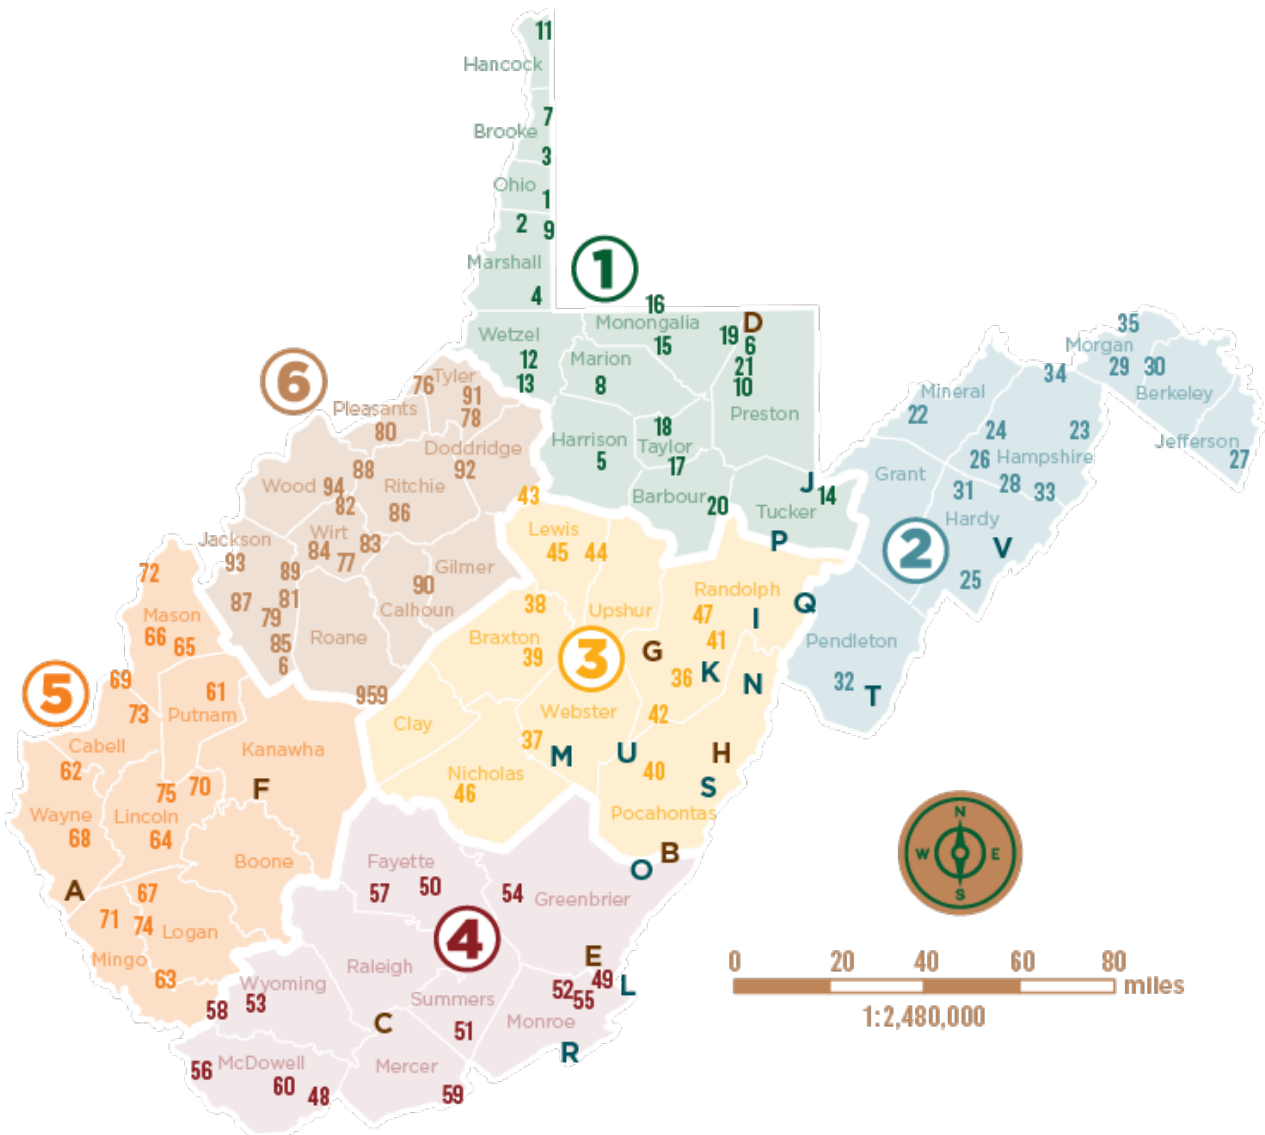 11
Hancock
7
Brooke
3
Ohio
1
2
9
Marshall
1
4
16
Wetzel
Monongalia
19
D
15
6
12
Marion
21
13
8
10
Preston
18
Harrison
Taylor
5
17
Barbour
20
J
14
Tucker
P
35
Morgan
34
29
30
Mineral
Berkeley
22
24
23
Jefferson
26
Hampshire
27
Grant
31
28
33
Hardy
2
V
25
Q
Pendleton
32
T
6
76
Tyler
91
Pleasants
78
80
Doddridge
88
92
Wood
94
Ritchie
82
86
Jackson
Wirt
84
83
93
77
89
Gilmer
90
87
81
79
Calhoun
85
Roane
6
959
43
Lewis
45
44
Randolph
38
Upshur
47
I
Braxton
41
39
3
G
36
K
N
Webster
42
Clay
37
M
U
H
40
Nicholas
S
46
Pocahontas
B
O
72
Mason
66
65
5
69
61
73
Putnam
Cabell
Kanawha
62
75
70
F
Wayne
Lincoln
68
64
Boone
A
67
71
74
Logan
Mingo
63
Fayette
57
50
54
Greenbrier
4
E
Raleigh
49
L
Wyoming
52
55
58
53
Summers
C
51
Monroe
R
56
McDowell
Mercer
60
48
59
N
W E
S
0 20 40 60 80
miles
1:2,480,000